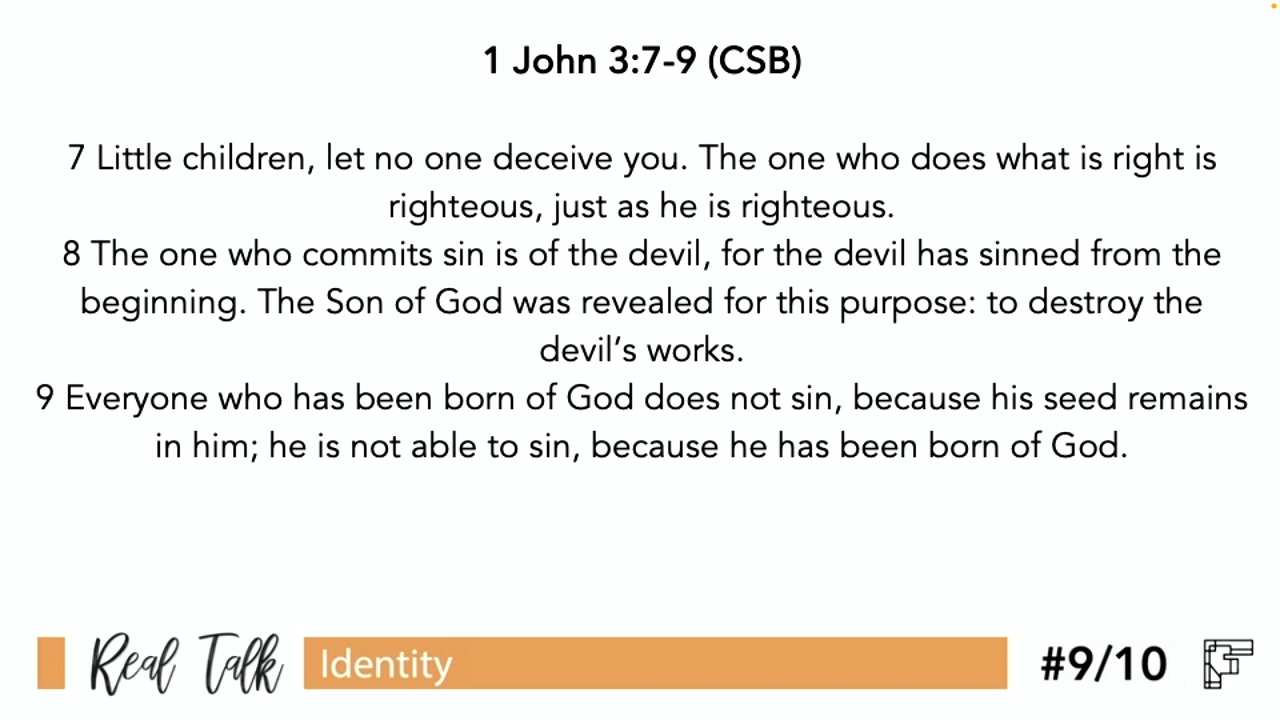 1 John 3:7-9 (CSB)
7 Little children, let no one deceive you. The one who does what is right is
righteous, just as he is righteous.
8 The one who commits sin is of the devil, for the devil has sinned from the
beginning. The Son of God was revealed for this purpose: to destroy the
devil’s works.
9 Everyone who has been born of God does not sin, because his seed remains
in him; he is not able to sin, because he has been born of God.
Real Talk Identity #9/10